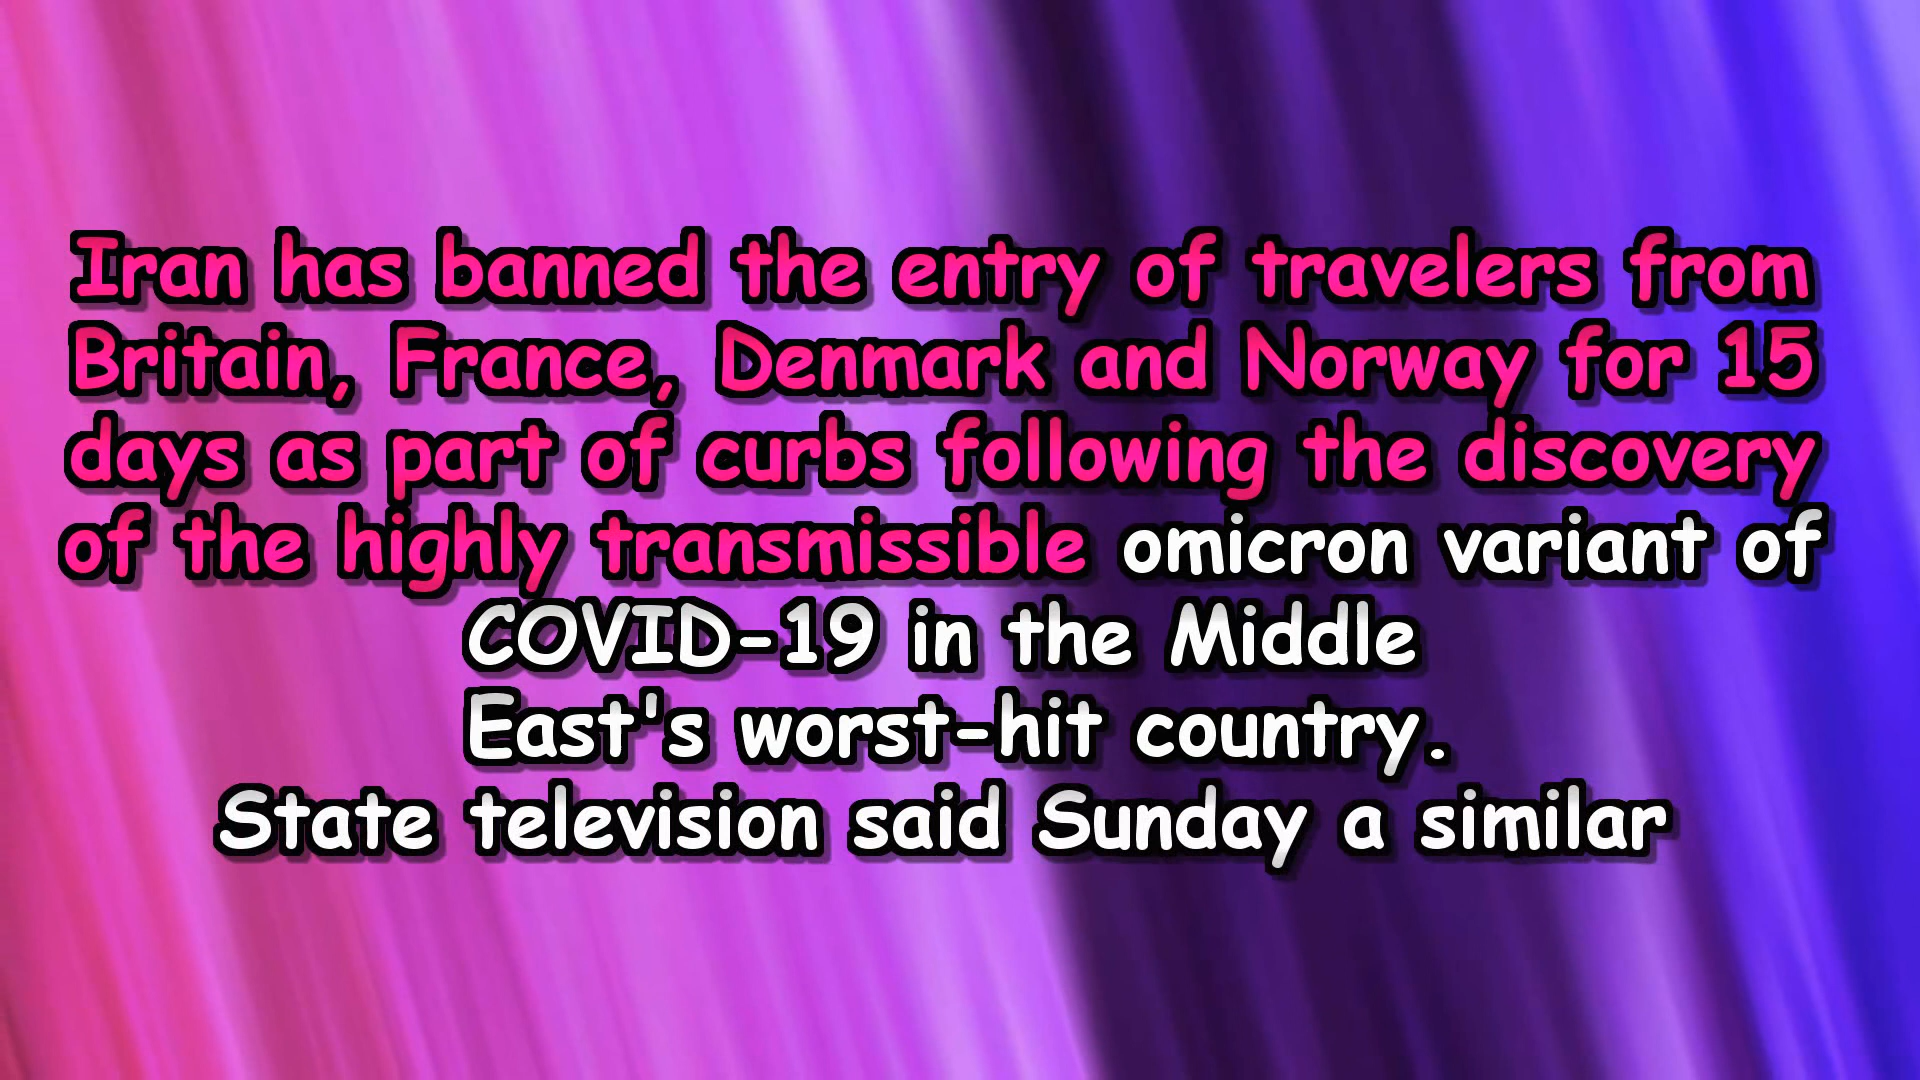 Iran has banned the entry of travelers from
Britain, France, Denmark and Norway for 15
days as part of curbs following the discovery
of the highly transmissible omicron variant of
COVID-19 in the Middle
East's worst-hit country.
State television said Sunday a similar